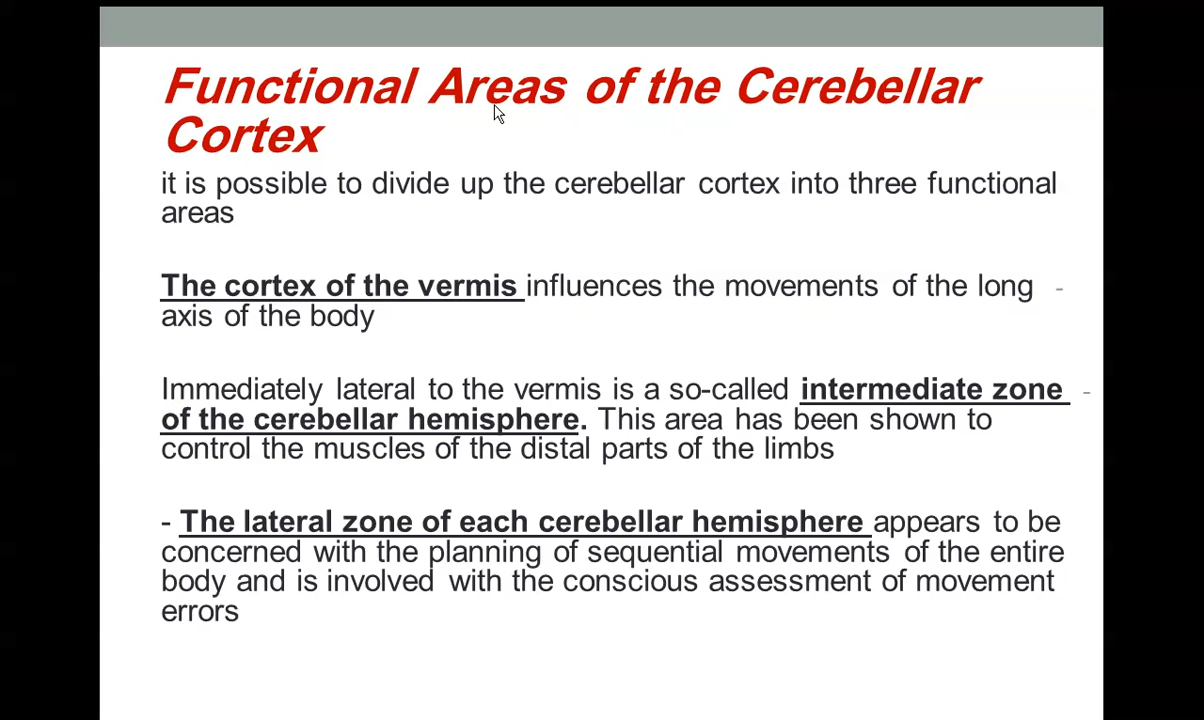 Functional Areas of the Cerebellar
Cortex
it is possible to divide up the cerebellar cortex into three functional
areas
The cortex of the vermis influences the movements of the long -
axis of the body
Immediately lateral to the vermis is a so-called intermediate zone -
of the cerebellar hemisphere. This area has been shown to
control the muscles of the distal parts of the limbs
- The lateral zone of each cerebellar hemisphere appears to be
concerned with the planning of sequential movements of the entire
body and is involved with the conscious assessment of movement
errors